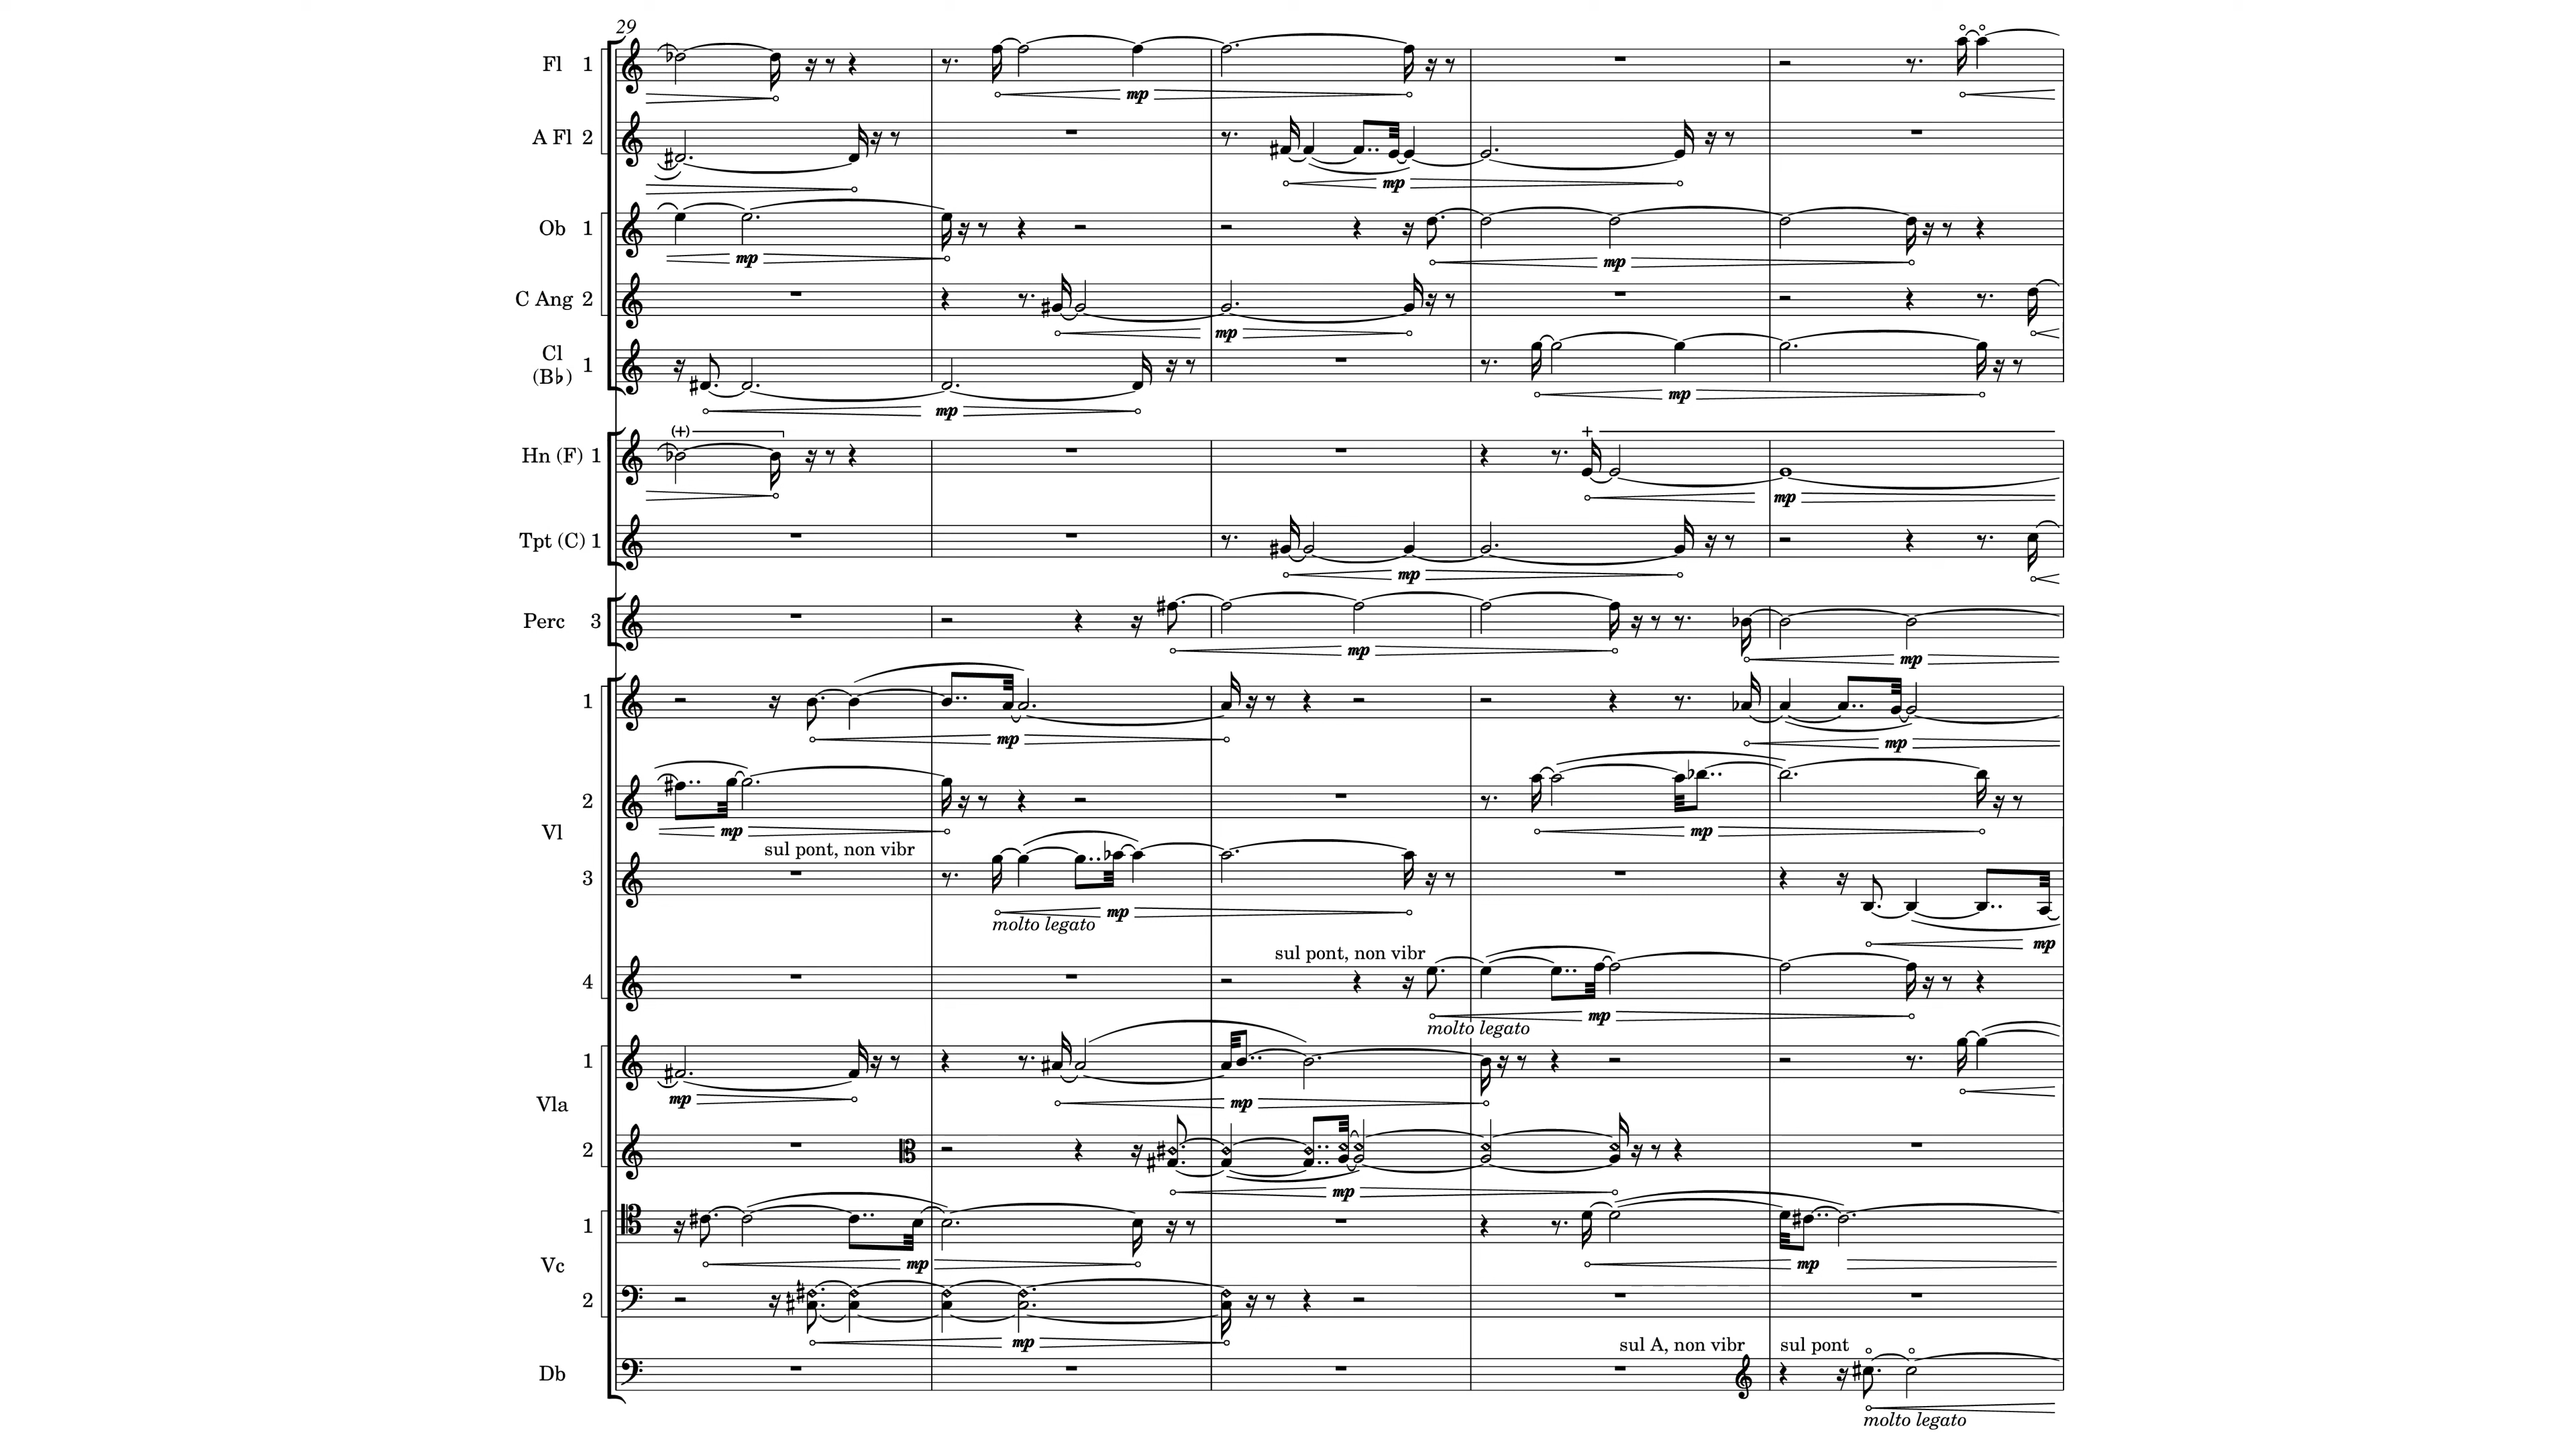 29
Fl 1
mp
A Fl 2
mp
Ob 1
mp
mp
C Ang 2
mp
Cl
(B♭) 1
mp
mp
(+)
+
Hn (F) 1
mp
Tpt (C) 1
mp
Perc 3
mp
mp
1
mp
mp
2
mp
mp
Vl
sul pont, non vibr
3
mp
molto legato
mp
sul pont, non vibr
4
mp
molto legato
1
mp
mp
Vla
2
mp
1
mp
mp
Vc
2
mp
sul A, non vibr sul pont
Db
molto legato